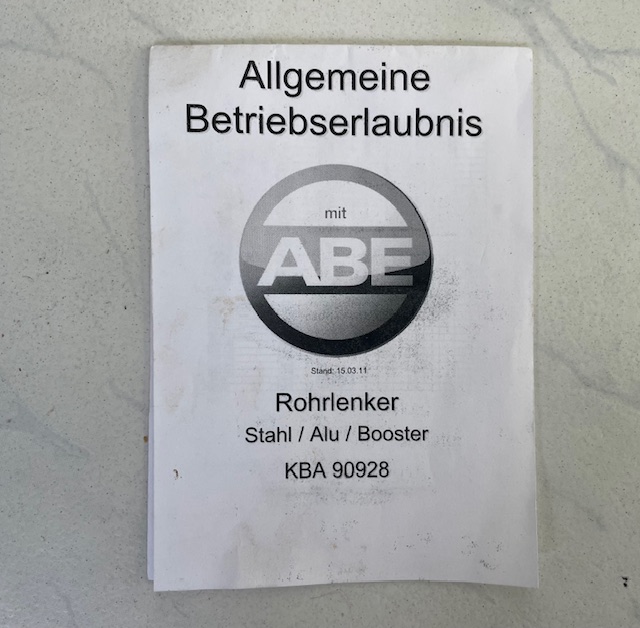 Allgemeine
Betriebserlaubnis
mit
ABE
Stand: 15.03.11
Rohrlenker
Stahl / Alu / Booster
KBA 90928